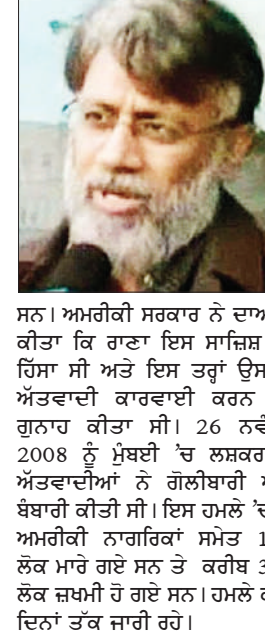 ਸਨ। ਅਮਰੀਕੀ ਸਰਕਾਰ ਨੇ
ਕੀਤਾ ਕਿ ਰਾਣਾ ਇਸ ਸਾਜ਼ਿਸ਼
ਹਿੱਸਾ ਸੀ ਅਤੇ ਇਸ ਤਰ੍ਹਾਂ ਉਸ
ਅੱਤਵਾਦੀ ਕਾਰਵਾਈ ਕਰਨ
ਗੁਨਾਹ ਕੀਤਾ ਸੀ। 26
2008 ਨੂੰ ਮੁੰਬਈ ’ਚ ਲਸ਼ਕਰ
ਅੱਤਵਾਦੀਆਂ ਨੇ ਗੋਲੀਬਾਰੀ
ਬੰਬਾਰੀ ਕੀਤੀ ਸੀ। ਇਸ ਹਮਲੇ ’ਚ
ਅਮਰੀਕੀ ਨਾਗਰਿਕਾਂ ਸਮੇਤ
ਲੋਕ ਮਾਰੇ ਗਏ ਸਨ ਤੇ ਕਰੀਬ
ਲੋਕ ਜ਼ਖਮੀ ਹੋ ਗਏ ਸਨ। ਹਮਲੇ
ਦਿਨਾਂ ਤੱਕ ਜਾਰੀ ਰਹੇ।